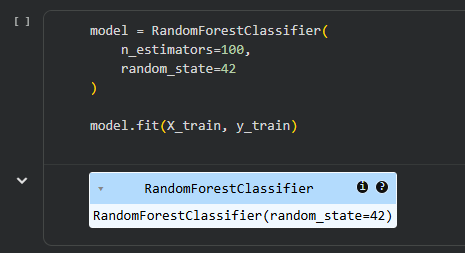 [ ]
model = RandomForestClassifier(
    n_estimators=100,
    random_state=42
)
model.fit(X_train, y_train)
RandomForestClassifier i ?
RandomForestClassifier(random_state=42)